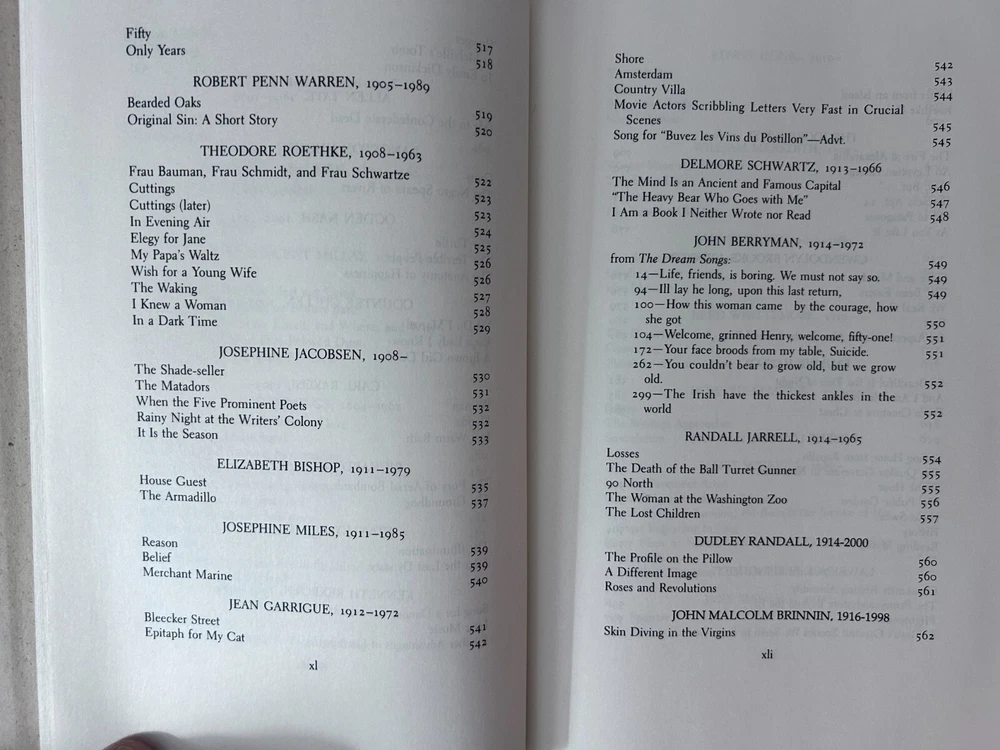 Fifty 517
Only Years 518
ROBERT PENN WARREN, 1905–1989
Bearded Oaks 519
Original Sin: A Short Story 520
THEODORE ROETHKE, 1908–1963
Frau Bauman, Frau Schmidt, and Frau Schwartze 522
Cuttings 523
Cuttings (later) 523
In Evening Air 524
Elegy for Jane 525
My Papa's Waltz 526
Wish for a Young Wife 526
The Waking 527
I Knew a Woman 528
In a Dark Time 529
JOSEPHINE JACOBSEN, 1908–
The Shade-seller 530
The Matadors 531
When the Five Prominent Poets 532
Rainy Night at the Writers' Colony 532
It Is the Season 533
ELIZABETH BISHOP, 1911–1979
House Guest 535
The Armadillo 537
JOSEPHINE MILES, 1911–1985
Reason 539
Belief 539
Merchant Marine 540
JEAN GARRIGUE, 1912–1972
Bleecker Street 541
Epitaph for My Cat 542
xl
Shore 542
Amsterdam 543
Country Villa 544
Movie Actors Scribbling Letters Very Fast in Crucial
Scenes 545
Song for "Buvez les Vins du Postillon"—Advt. 545
DELMORE SCHWARTZ, 1913–1966
The Mind Is an Ancient and Famous Capital 546
"The Heavy Bear Who Goes with Me" 547
I Am a Book I Neither Wrote nor Read 548
JOHN BERRYMAN, 1914–1972
from The Dream Songs: 549
14—Life, friends, is boring. We must not say so. 549
94—Ill lay he long, upon this last return, 549
100—How this woman came by the courage, how
she got 550
104—Welcome, grinned Henry, welcome, fifty-one! 551
172—Your face broods from my table, Suicide. 551
262—You couldn't bear to grow old, but we grow
old. 552
299—The Irish have the thickest ankles in the
world 552
RANDALL JARRELL, 1914–1965
Losses 554
The Death of the Ball Turret Gunner 555
90 North 555
The Woman at the Washington Zoo 556
The Lost Children 557
DUDLEY RANDALL, 1914-2000
The Profile on the Pillow 560
A Different Image 560
Roses and Revolutions 561
JOHN MALCOLM BRINNIN, 1916-1998
Skin Diving in the Virgins 562
xli